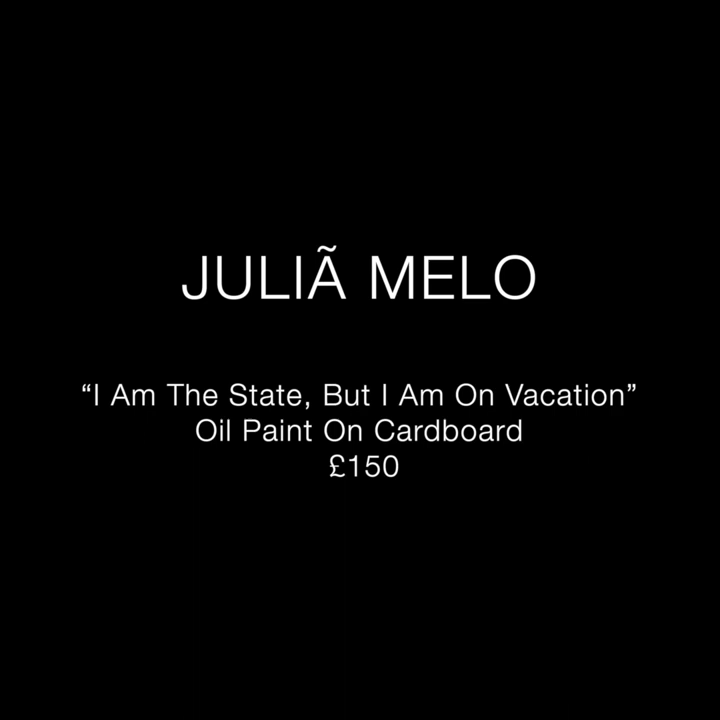 JULIÃ MELO
“I Am The State, But I Am On Vacation”
Oil Paint On Cardboard
£150